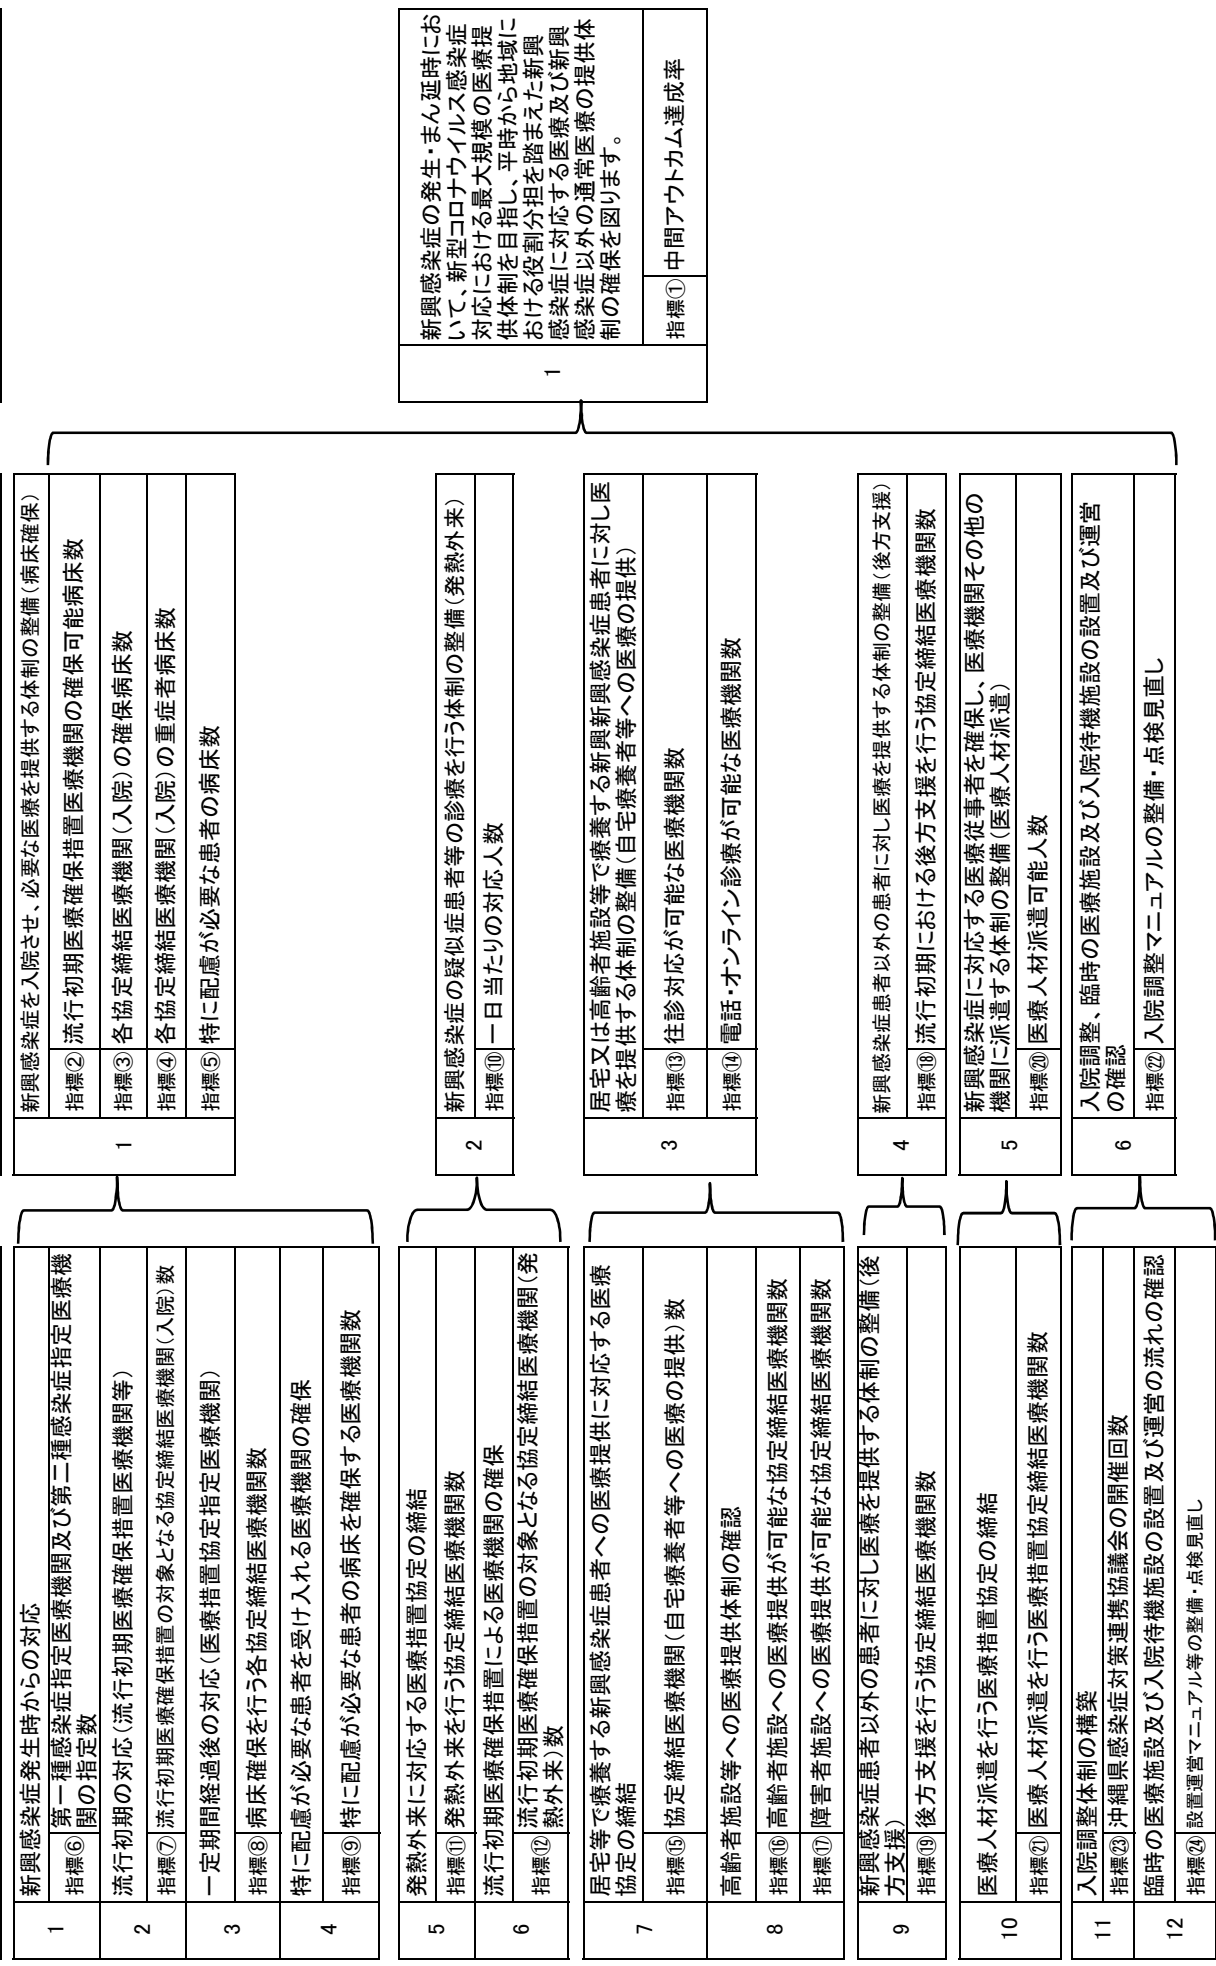 1
新興感染症発生時からの対応
指標⑥
第一種感染症指定医療機関及び第二種感染症指定医療機
関の指定数
2
流行初期の対応（流行初期医療確保措置医療機関等）
指標⑦
流行初期医療確保措置の対象となる協定締結医療機関（入院）数
3
一定期間経過後の対応（医療措置協定指定医療機関）
指標⑧
病床確保を行う各協定締結医療機関数
4
特に配慮が必要な患者を受け入れる医療機関の確保
指標⑨
特に配慮が必要な患者の病床を確保する医療機関数
5
発熱外来に対応する医療措置協定の締結
指標⑪
発熱外来を行う協定締結医療機関数
6
流行初期医療確保措置による医療機関の確保
指標⑫
流行初期医療確保措置の対象となる協定締結医療機関（発
熱外来）数
7
居宅等で療養する新興感染症患者への医療提供に対応する医療
協定の締結
指標⑮
協定締結医療機関（自宅療養者等への医療の提供）数
8
高齢者施設等への医療提供体制の確認
指標⑯
高齢者施設への医療提供が可能な協定締結医療機関数
指標⑰
障害者施設への医療提供が可能な協定締結医療機関数
9
新興感染症患者以外の患者に対し医療を提供する体制の整備（後
方支援）
指標⑲
後方支援を行う協定締結医療機関数
10
医療人材派遣を行う医療措置協定の締結
指標㉑
医療人材派遣を行う医療措置協定締結医療機関数
11
入院調整体制の構築
指標㉓
沖縄県感染症対策連携協議会の開催回数
12
臨時の医療施設及び入院待機施設の設置及び運営の流れの確認
指標㉔
設置運営マニュアル等の整備・点検見直し
1
新興感染症を入院させ、必要な医療を提供する体制の整備（病床確保）
指標②
流行初期医療確保措置医療機関の確保可能病床数
指標③
各協定締結医療機関（入院）の確保病床数
指標④
各協定締結医療機関（入院）の重症者病床数
指標⑤
特に配慮が必要な患者の病床数
2
新興感染症の疑似症患者等の診療を行う体制の整備（発熱外来）
指標⑩
一日当たりの対応人数
3
居宅又は高齢者施設等で療養する新興新興感染症患者に対し医
療を提供する体制の整備（自宅療養者等への医療の提供）
指標⑬
往診対応が可能な医療機関数
指標⑭
電話・オンライン診療が可能な医療機関数
4
新興感染症患者以外の患者に対し医療を提供する体制の整備（後方支援）
指標⑱
流行初期における後方支援を行う協定締結医療機関数
5
新興感染症に対応する医療従事者を確保し、医療機関その他の
機関に派遣する体制の整備（医療人材派遣）
指標⑳
医療人材派遣可能人数
6
入院調整、臨時の医療施設及び入院待機施設の設置及び運営
の確認
指標㉒
入院調整マニュアルの整備・点検見直し
1
新興感染症の発生・まん延時にお
いて、新型コロナウイルス感染症
対応における最大規模の医療提
供体制を目指し、平時から地域に
おける役割分担を踏まえた新興
感染症に対応する医療及び新興
感染症以外の通常医療の提供体
制の確保を図ります。
指標①
中間アウトカム達成率